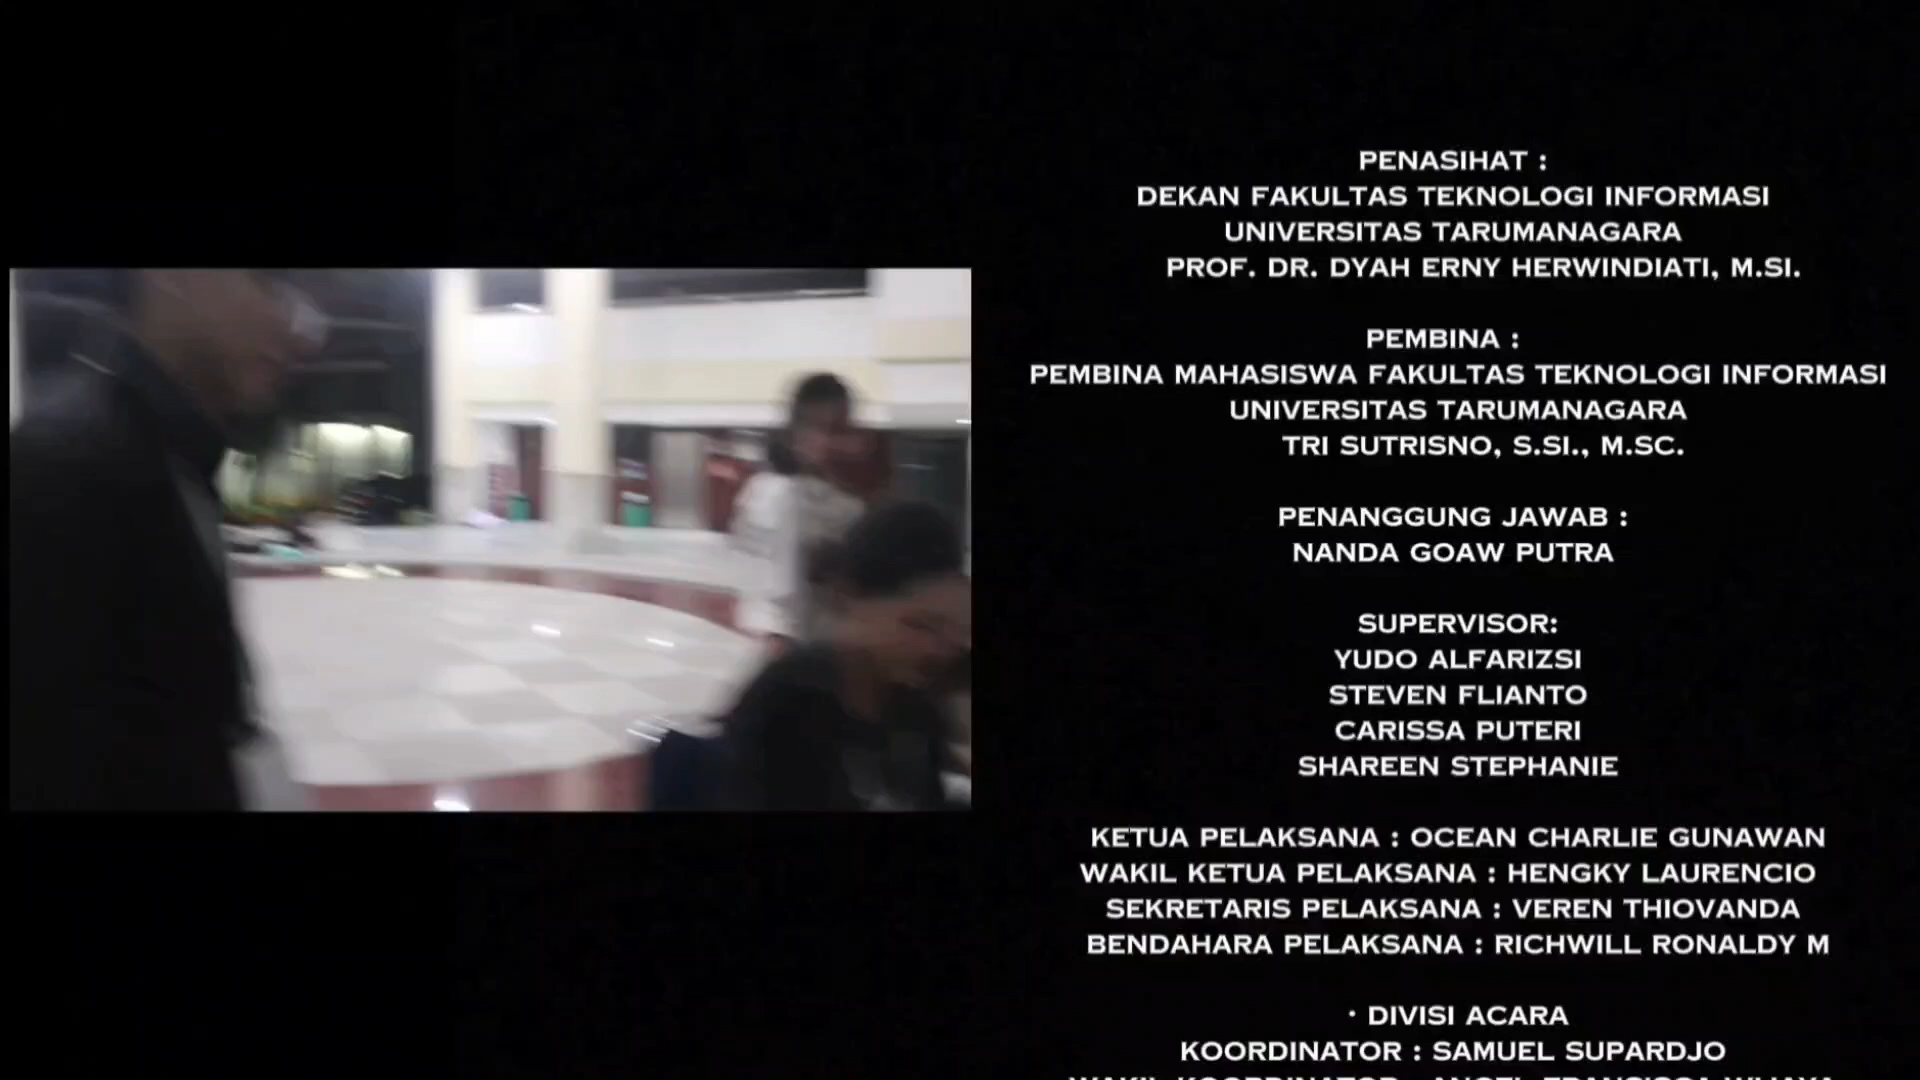 PENASIHAT :
DEKAN FAKULTAS TEKNOLOGI INFORMASI
UNIVERSITAS TARUMANAGARA
PROF. DR. DYAH ERNY HERWINDIATI, M.SI.
PEMBINA :
PEMBINA MAHASISWA FAKULTAS TEKNOLOGI INFORMASI
UNIVERSITAS TARUMANAGARA
TRI SUTRISNO, S.SI., M.SC.
PENANGGUNG JAWAB :
NANDA GOAW PUTRA
SUPERVISOR:
YUDO ALFARIZSI
STEVEN FLIANTO
CARISSA PUTERI
SHAREEN STEPHANIE
KETUA PELAKSANA : OCEAN CHARLIE GUNAWAN
WAKIL KETUA PELAKSANA : HENGKY LAURENCIO
SEKRETARIS PELAKSANA : VEREN THIOVANDA
BENDAHARA PELAKSANA : RICHWILL RONALDY M
· DIVISI ACARA
KOORDINATOR : SAMUEL SUPARDJO